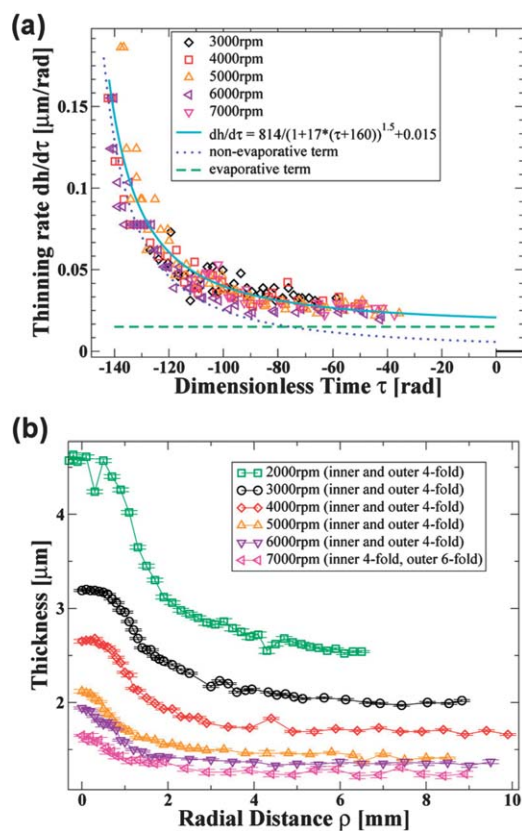 (a)
Thinning rate dh/dτ [μm/rad]
0.15
0.1
0.05
0
3000rpm
4000rpm
5000rpm
6000rpm
7000rpm
dh/dτ = 814/(1+17*(τ+160))^1.5+0.015
non-evaporative term
evaporative term
-140 -120 -100 -80 -60 -40 -20 0
Dimensionless Time τ [rad]
(b)
Thickness [μm]
4
3
2
2000rpm (inner and outer 4-fold)
3000rpm (inner and outer 4-fold)
4000rpm (inner and outer 4-fold)
5000rpm (inner and outer 4-fold)
6000rpm (inner and outer 4-fold)
7000rpm (inner 4-fold, outer 6-fold)
0 2 4 6 8 10
Radial Distance ρ [mm]